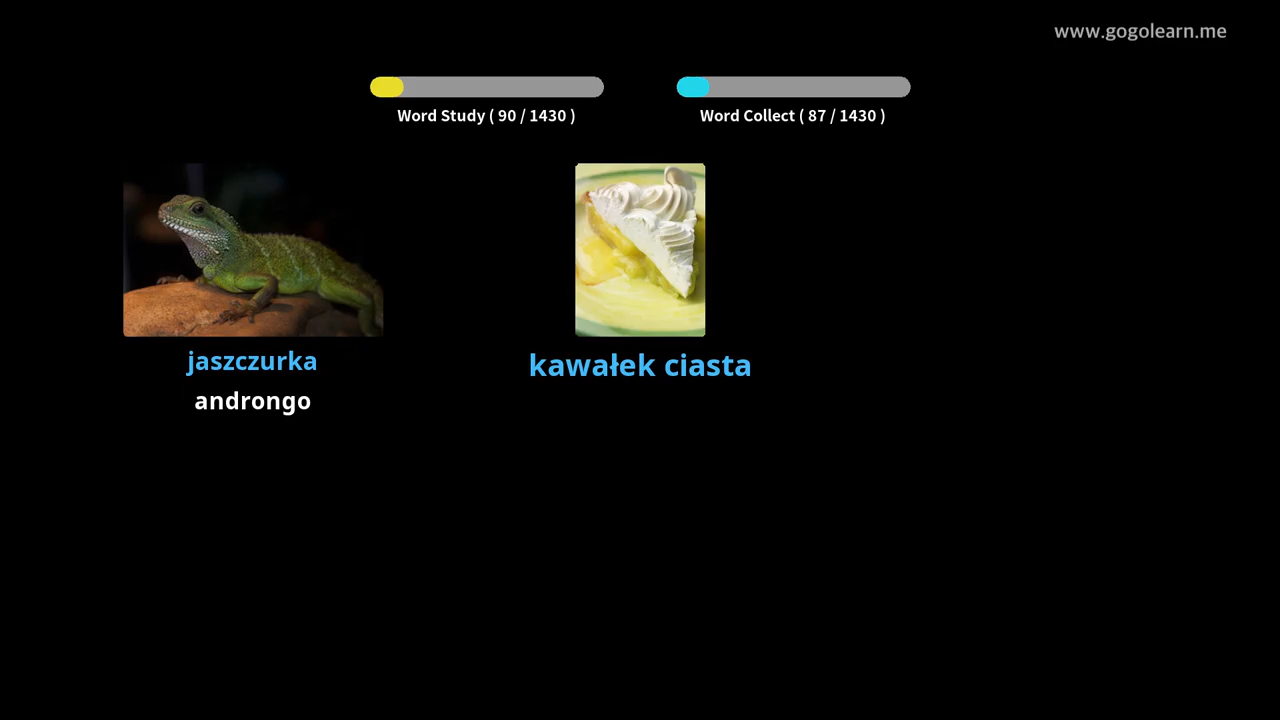 www.gogolearn.me
Word Study ( 90 / 1430 )
Word Collect ( 87 / 1430 )
jaszczurka
androngo
kawałek ciasta